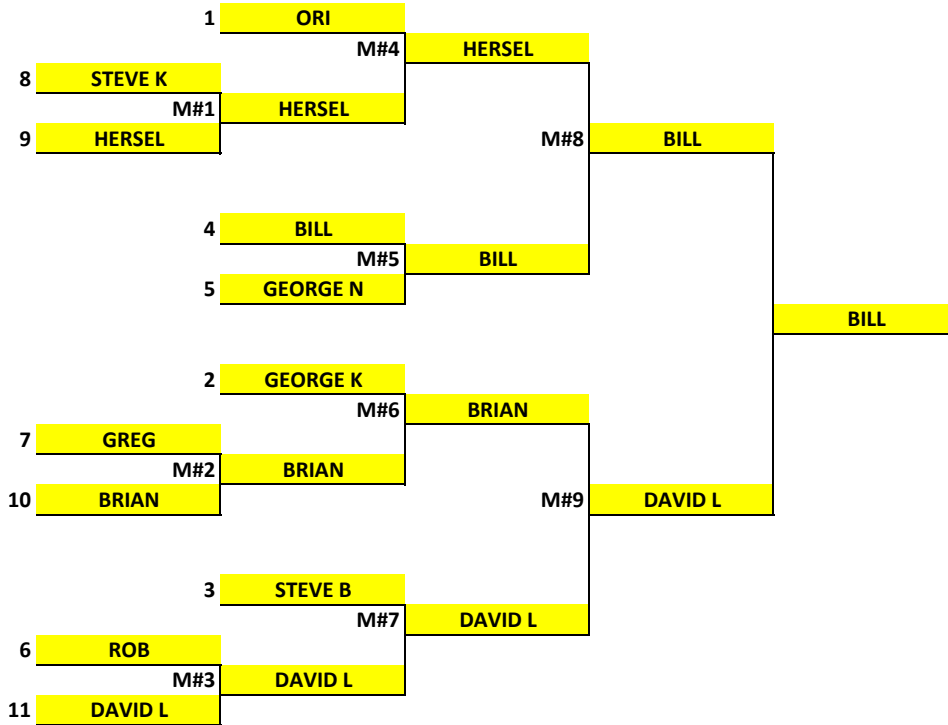 1 ORI
M#4 HERSEL
8 STEVE K
M#1 HERSEL
9 HERSEL M#8 BILL
4 BILL
M#5 BILL
5 GEORGE N
BILL
2 GEORGE K
M#6 BRIAN
7 GREG
M#2 BRIAN
10 BRIAN M#9 DAVID L
3 STEVE B
M#7 DAVID L
6 ROB
M#3 DAVID L
11 DAVID L